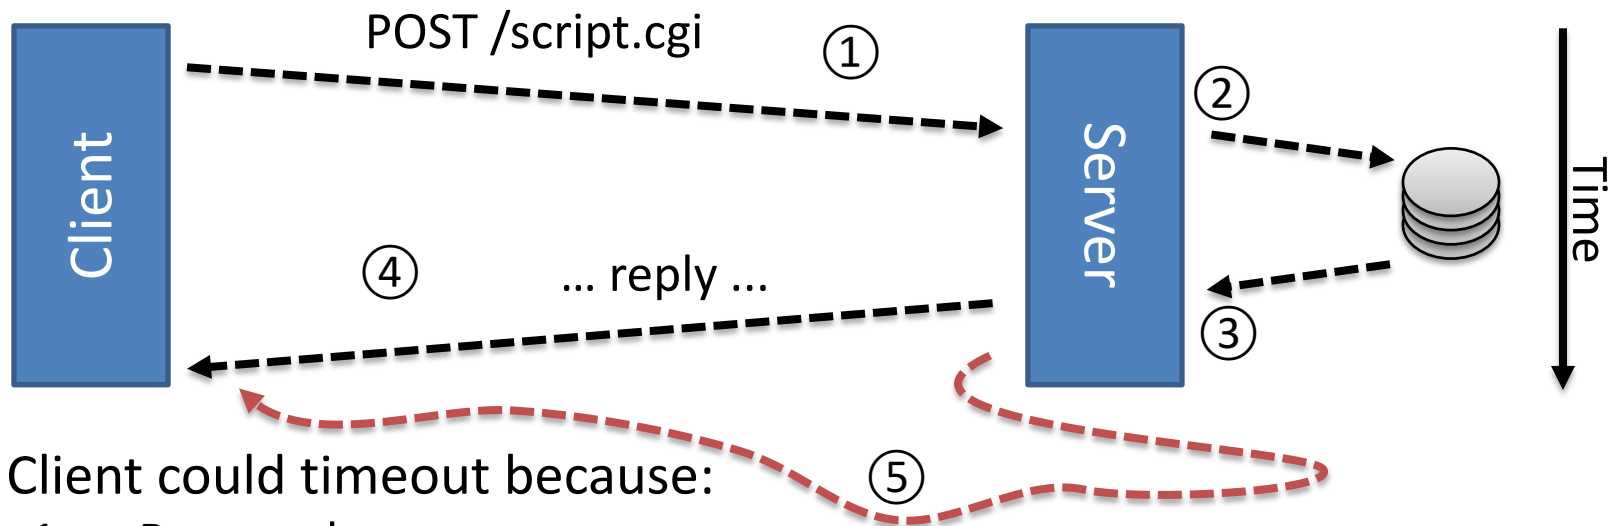 POST /script.cgi
①
②
Client
Server
Time
④
... reply ...
③
Client could timeout because:
⑤